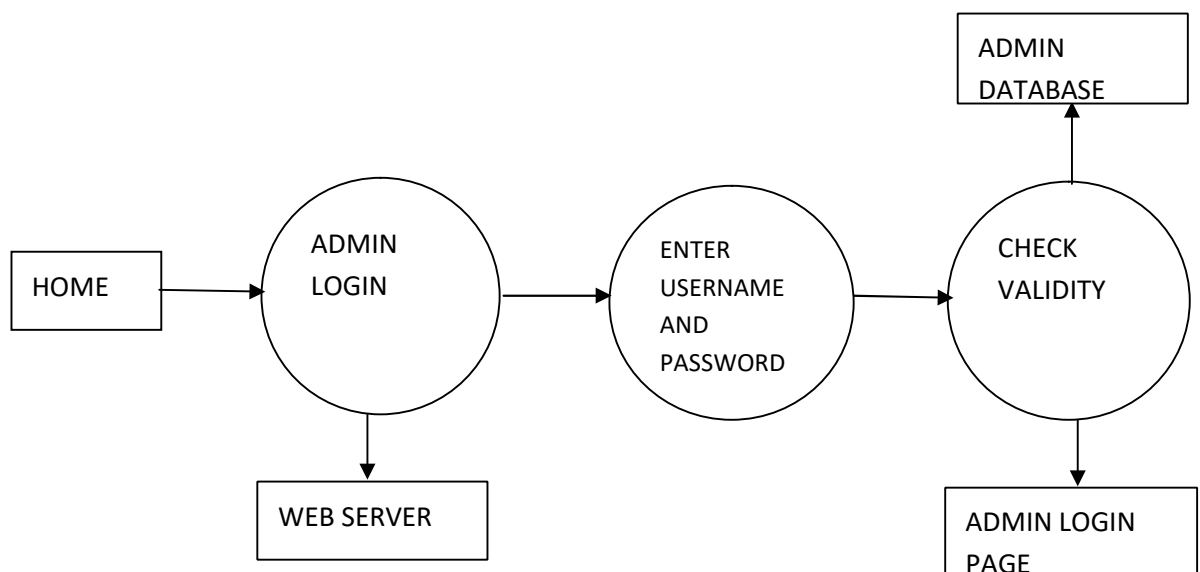 ADMIN
DATABASE
HOME
ADMIN
LOGIN
ENTER
USERNAME
AND
PASSWORD
CHECK
VALIDITY
WEB SERVER
ADMIN LOGIN
PAGE